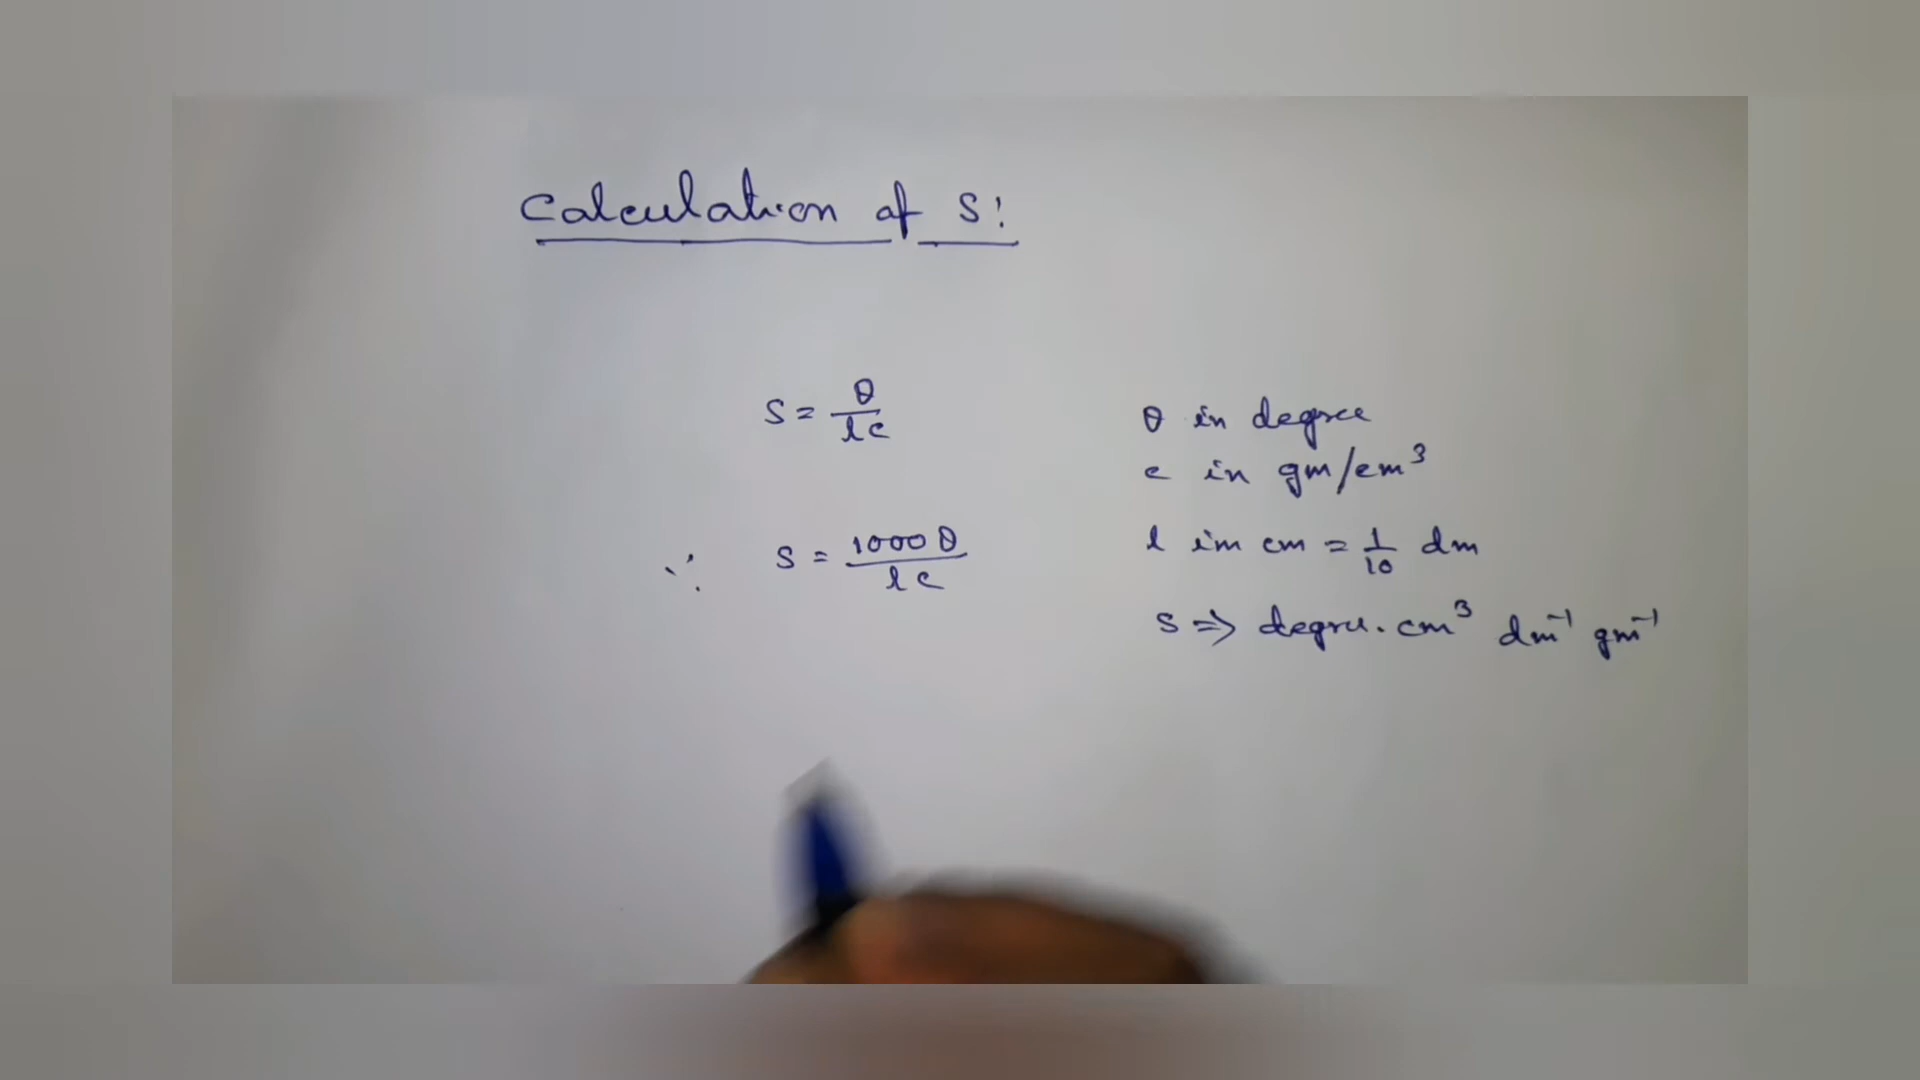 Calculation of S:
S = θ / lc
∴ S = 1000 θ / lc
θ in degree
c in gm/cm³
l in cm = 1/10 dm
S ⇒ degree. cm³ dm⁻¹ gm⁻¹